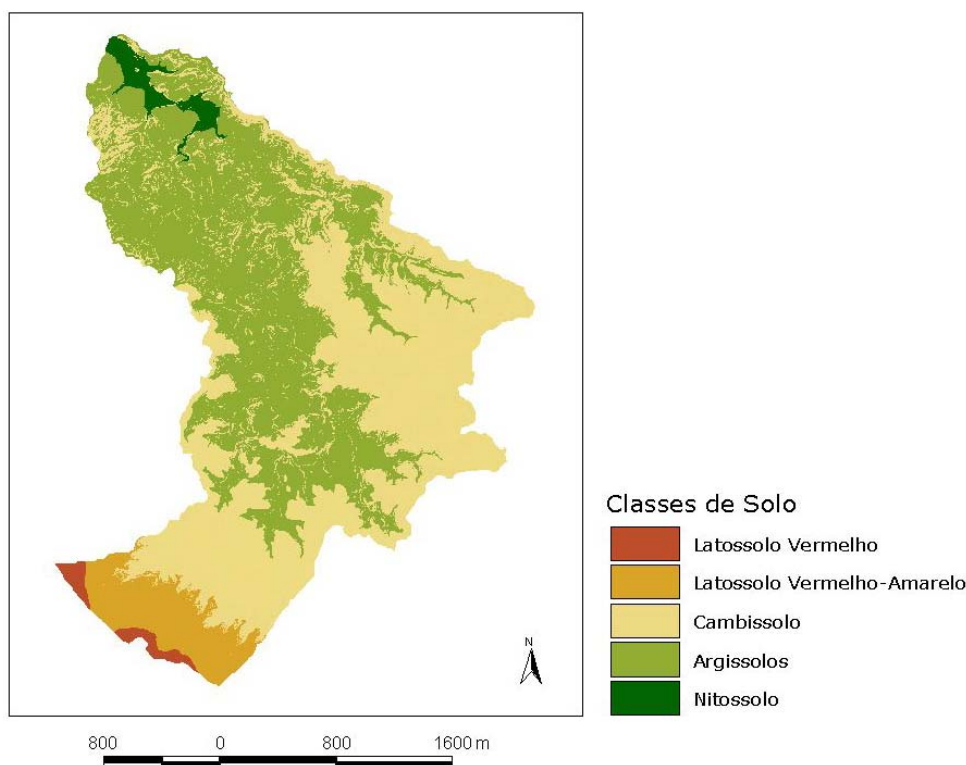 N
Classes de Solo
Latossolo Vermelho
Latossolo Vermelho-Amarelo
Cambissolo
Argissolos
Nitossolo
800 0 800 1600 m